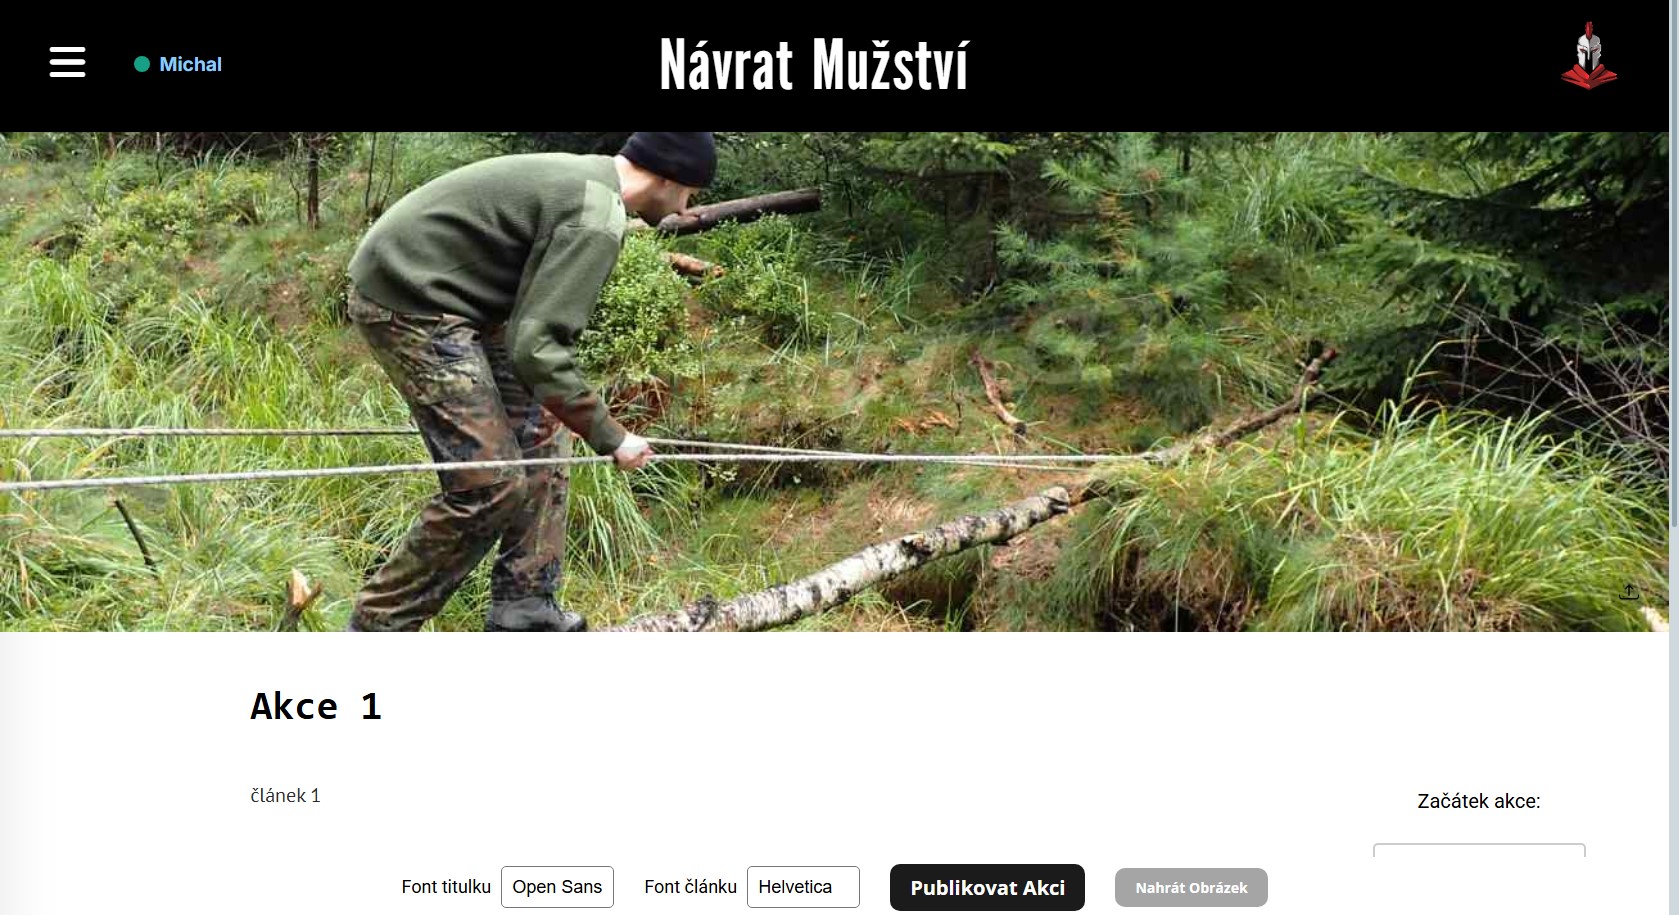 Michal
Návrat Mužství
Akce 1
článek 1
Začátek akce:
Font titulku Open Sans Font článku Helvetica Publikovat Akci Nahrát Obrázek